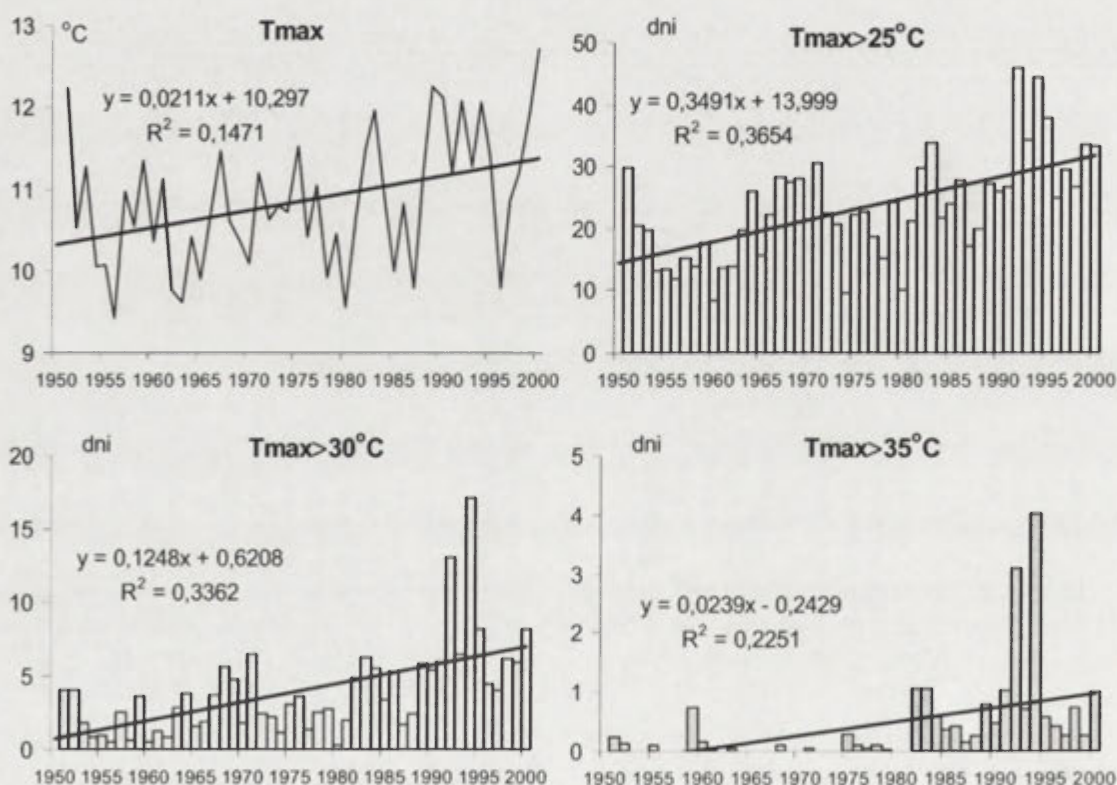 13
°C
Tmax
12
y = 0,0211x + 10,297
R² = 0,1471
11
10
9
1950 1955 1960 1965 1970 1975 1980 1985 1990 1995 2000
50
dni
Tmax>25°C
40
y = 0,3491x + 13,999
R² = 0,3654
30
20
10
0
1950 1955 1960 1965 1970 1975 1980 1985 1990 1995 2000
20
dni
Tmax>30°C
15
y = 0,1248x + 0,6208
R² = 0,3362
10
5
0
1950 1955 1960 1965 1970 1975 1980 1985 1990 1995 2000
5
dni
Tmax>35°C
4
3
y = 0,0239x - 0,2429
R² = 0,2251
2
1
0
1950 1955 1960 1965 1970 1975 1980 1985 1990 1995 2000